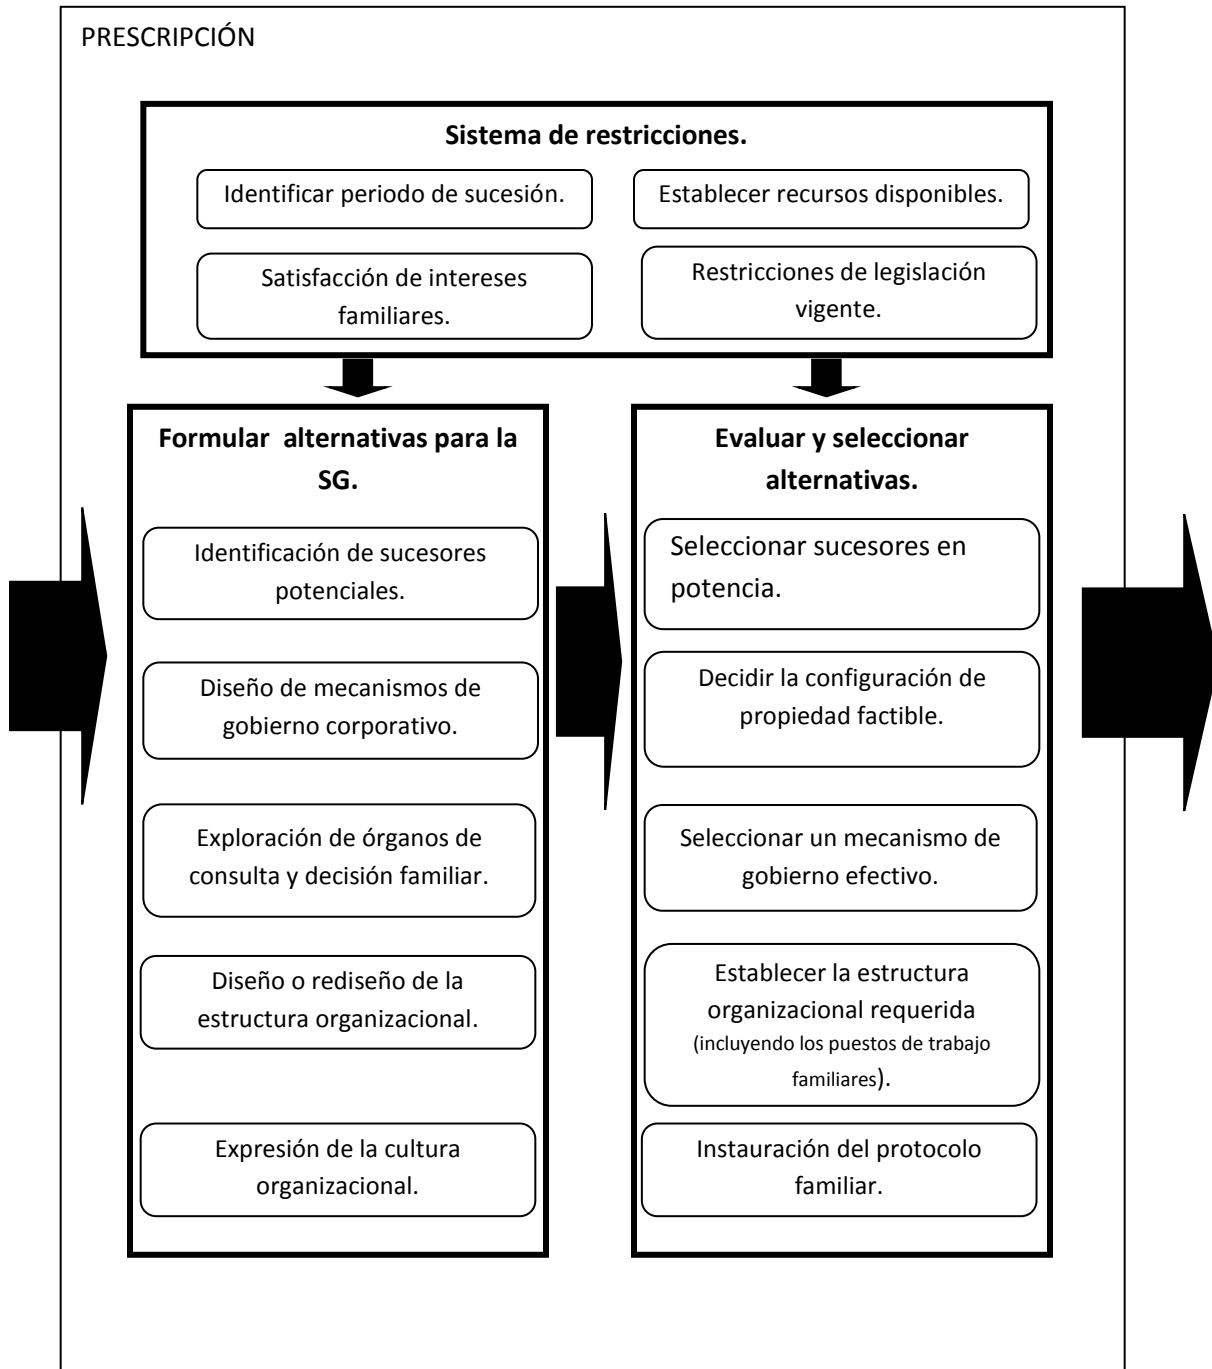 PRESCRIPCIÓN
Sistema de restricciones.
Identificar periodo de sucesión.
Establecer recursos disponibles.
Satisfacción de intereses
familiares.
Restricciones de legislación
vigente.
Formular  alternativas para la
SG.
Identificación de sucesores
potenciales.
Diseño de mecanismos de
gobierno corporativo.
Exploración de órganos de
consulta y decisión familiar.
Diseño o rediseño de la
estructura organizacional.
Expresión de la cultura
organizacional.
Evaluar y seleccionar
alternativas.
Seleccionar sucesores en
potencia.
Decidir la configuración de
propiedad factible.
Seleccionar un mecanismo de
gobierno efectivo.
Establecer la estructura
organizacional requerida
(incluyendo los puestos de trabajo
familiares).
Instauración del protocolo
familiar.